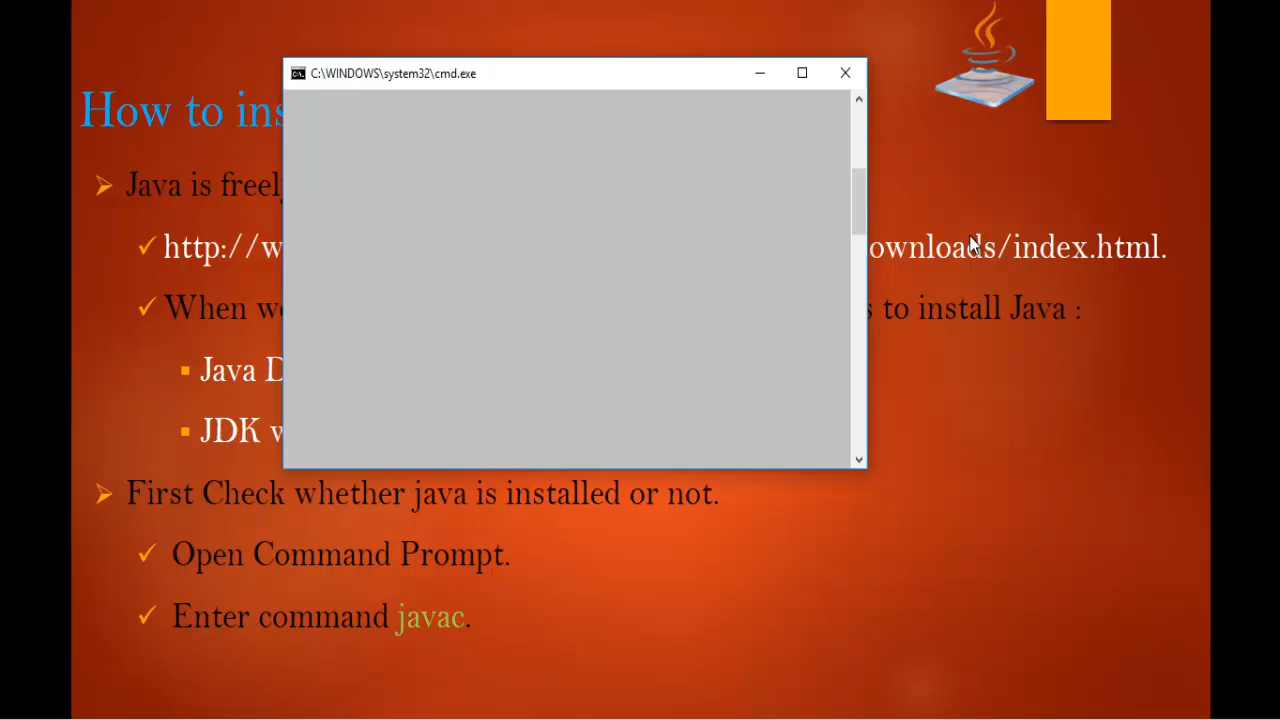 C:\WINDOWS\system32\cmd.exe
How to ins
Java is freel
http://w ownloads/index.html.
When we s to install Java :
Java D
JDK w
First Check whether java is installed or not.
Open Command Prompt.
Enter command javac.